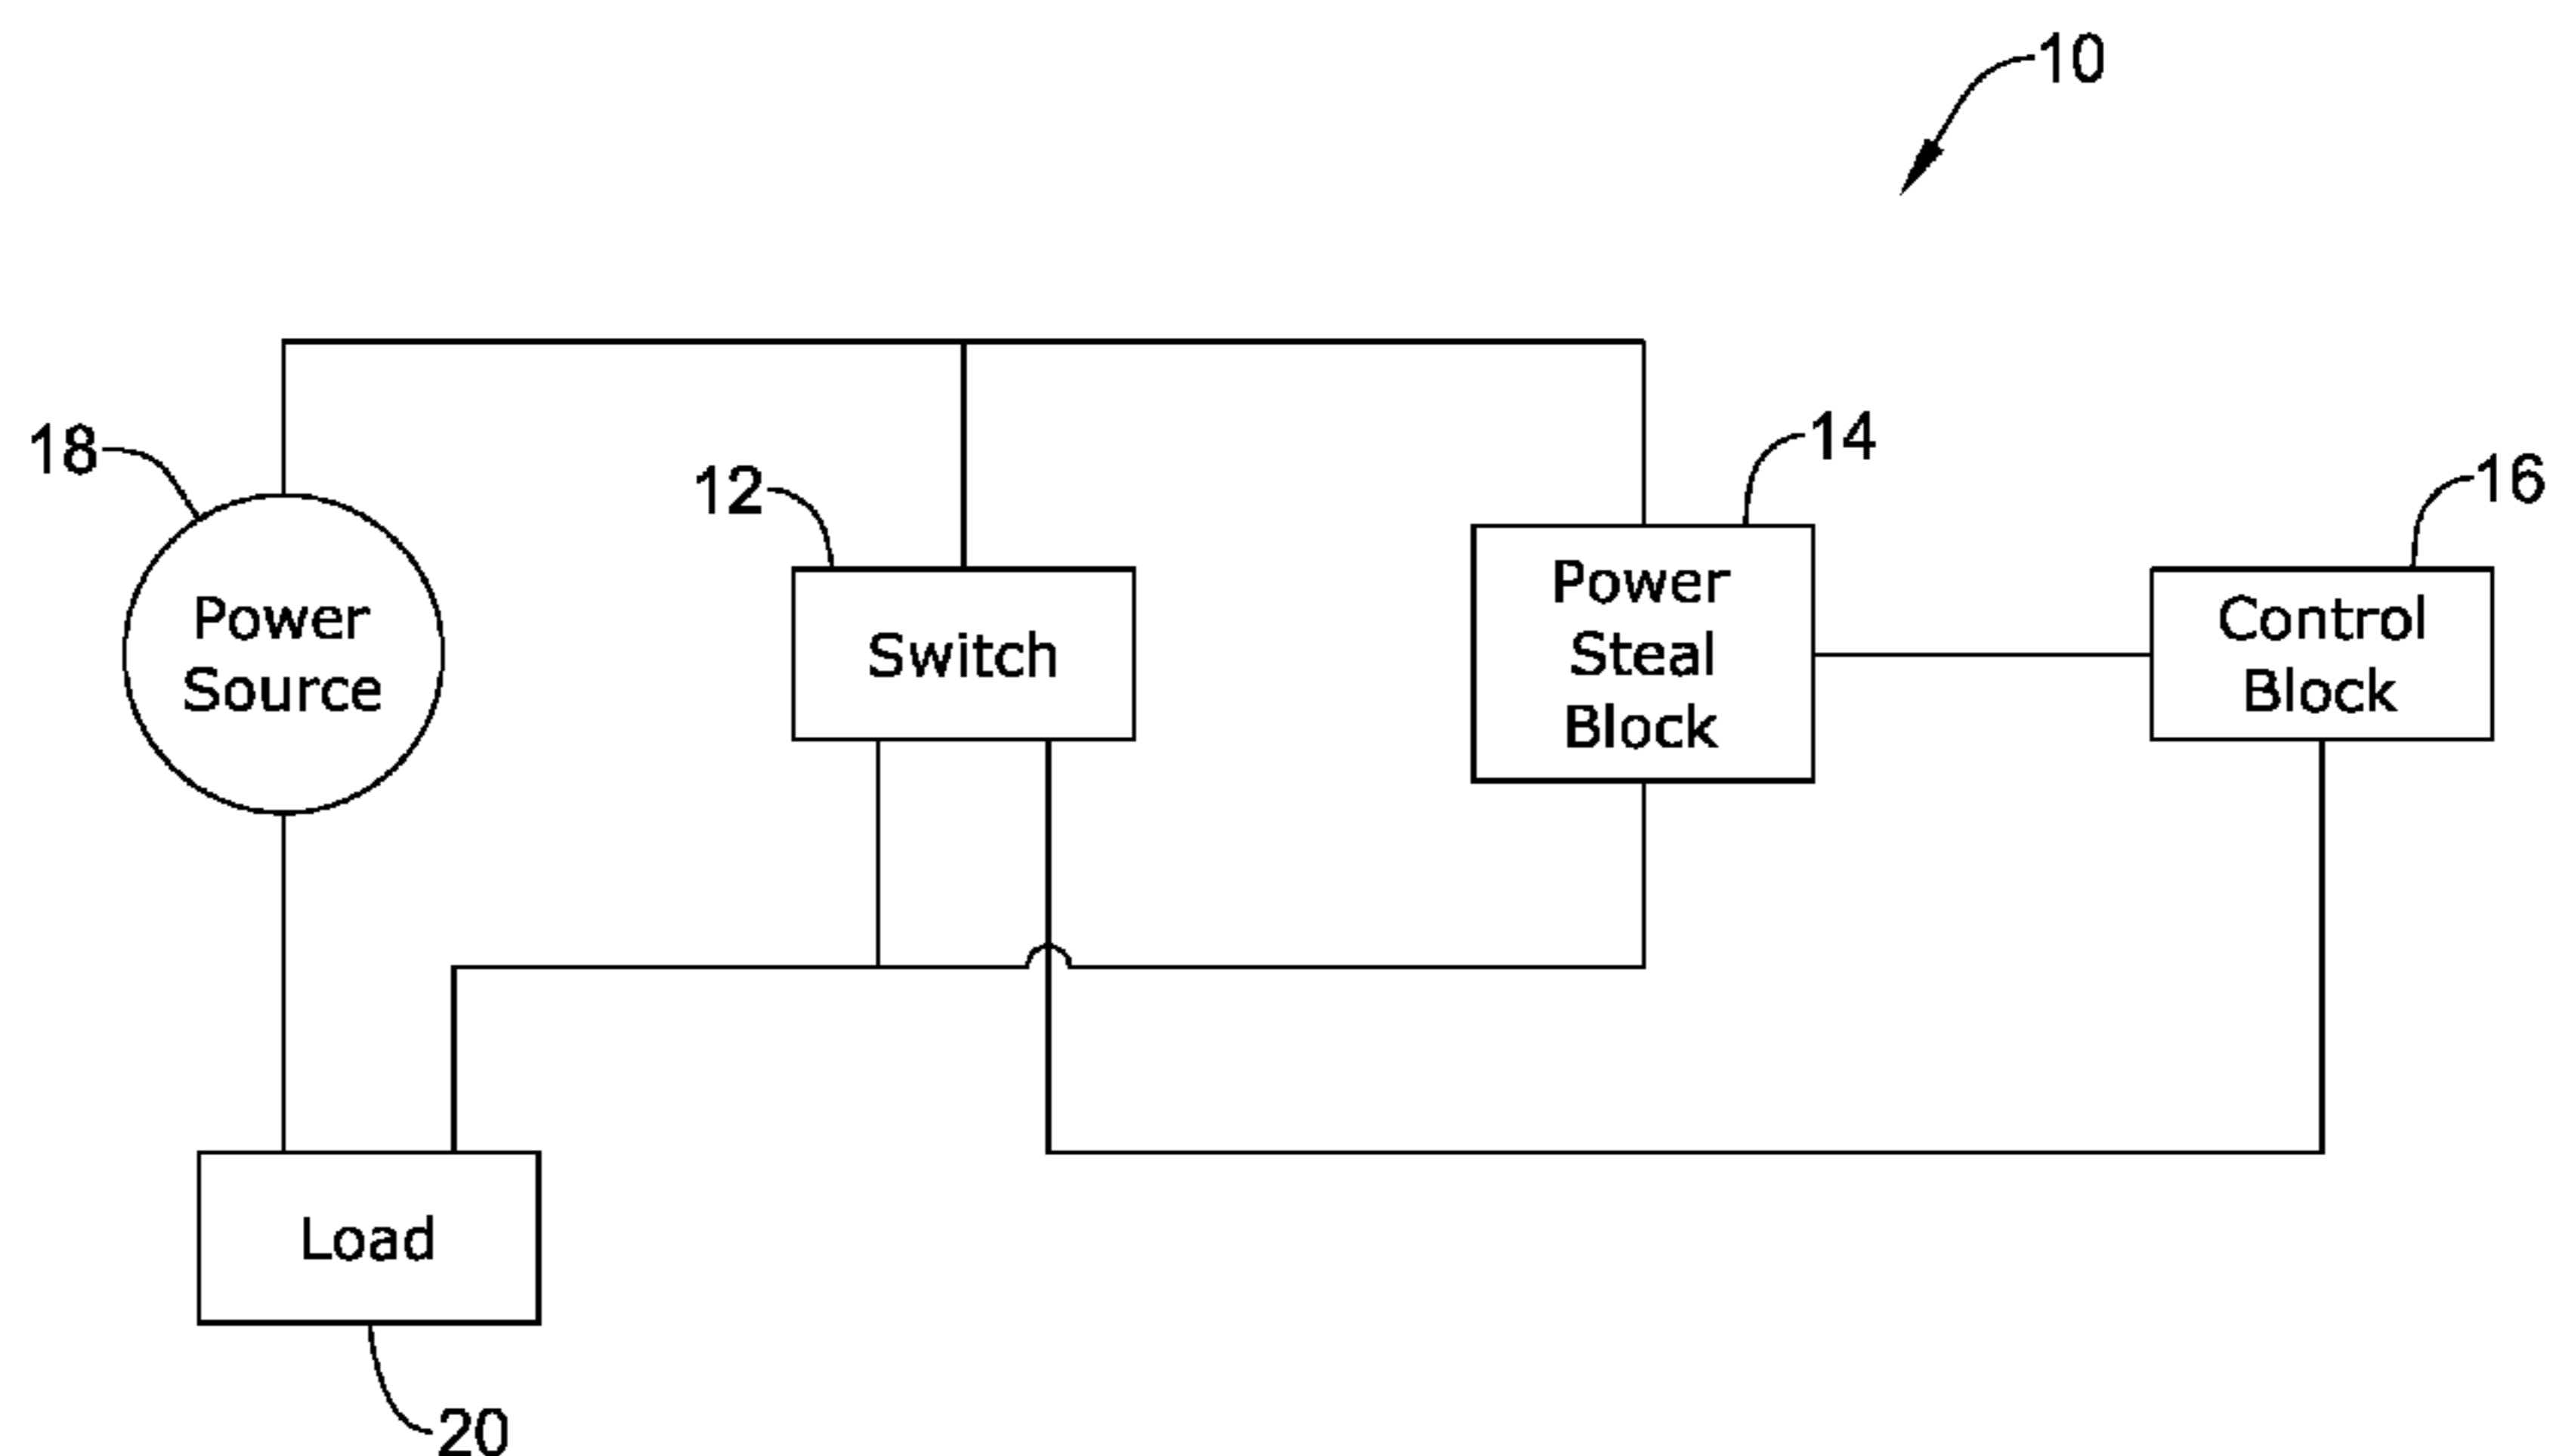 10
18
Power
Source
12
Switch
14
Power
Steal
Block
16
Control
Block
Load
20